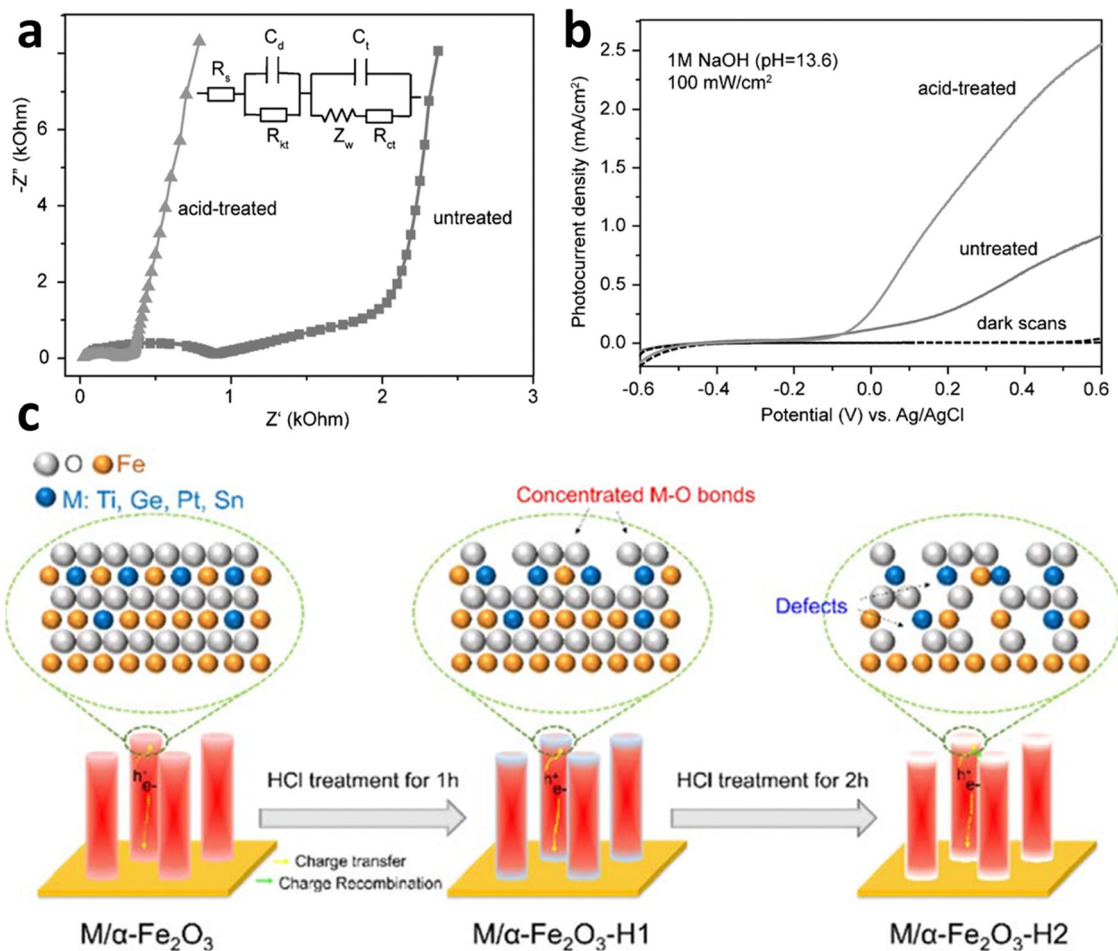 a
-Z" (kOhm)
8
6
4
2
0
0
1
2
3
Z' (kOhm)
Rₛ
C_d
R_kt
C_t
Z_w
R_ct
acid-treated
untreated
b
Photocurrent density (mA/cm²)
2.5
2.0
1.5
1.0
0.5
0.0
-0.6
-0.4
-0.2
0.0
0.2
0.4
0.6
Potential (V) vs. Ag/AgCl
1M NaOH (pH=13.6)
100 mW/cm²
acid-treated
untreated
dark scans
c
O Fe
M: Ti, Ge, Pt, Sn
Concentrated M-O bonds
Defects
h⁺
e-
h⁺
e-
h⁺
e-
HCl treatment for 1h
HCl treatment for 2h
Charge transfer
Charge Recombination
M/α-Fe₂O₃
M/α-Fe₂O₃-H1
M/α-Fe₂O₃-H2